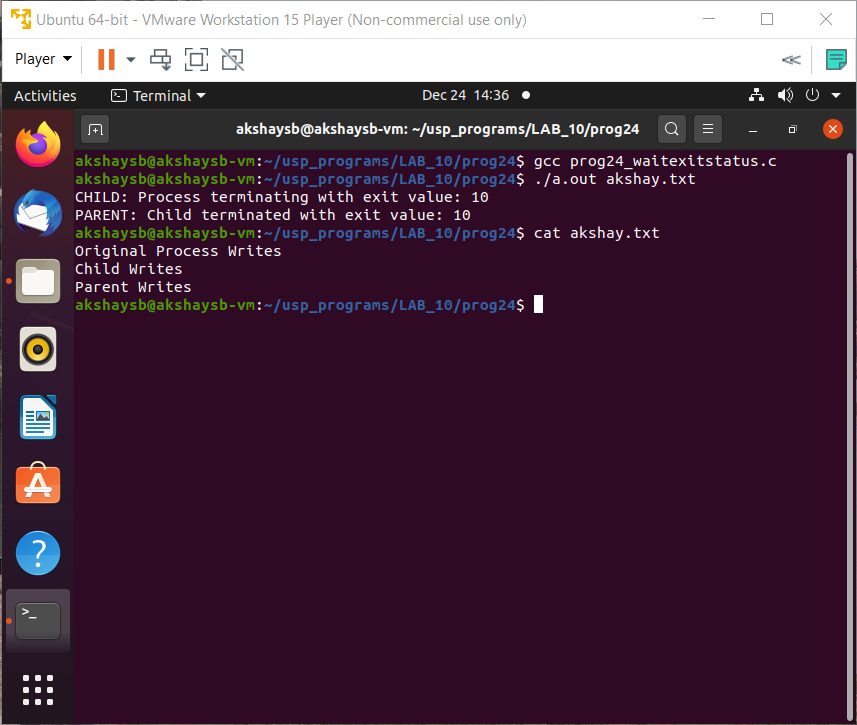 Ubuntu 64-bit - VMware Workstation 15 Player (Non-commercial use only)
Player
Activities
Terminal
Dec 24 14:36
akshaysb@akshaysb-vm: ~/usp_programs/LAB_10/prog24
akshaysb@akshaysb-vm:~/usp_programs/LAB_10/prog24$ gcc prog24_waitexitstatus.c
akshaysb@akshaysb-vm:~/usp_programs/LAB_10/prog24$ ./a.out akshay.txt
CHILD: Process terminating with exit value: 10
PARENT: Child terminated with exit value: 10
akshaysb@akshaysb-vm:~/usp_programs/LAB_10/prog24$ cat akshay.txt
Original Process Writes
Child Writes
Parent Writes
akshaysb@akshaysb-vm:~/usp_programs/LAB_10/prog24$